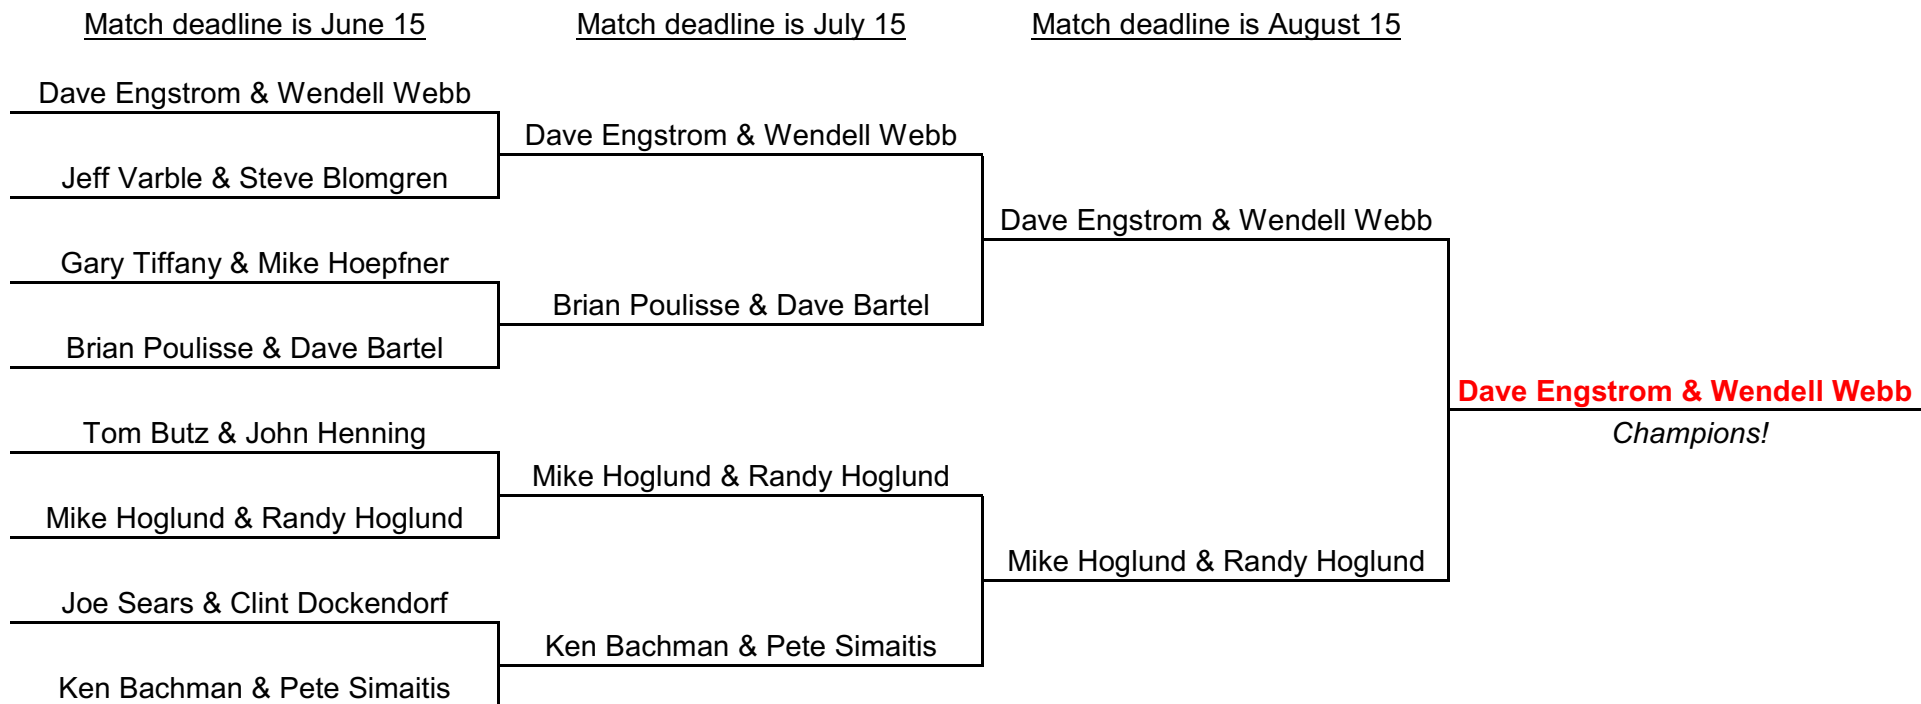 Match deadline is June 15
Match deadline is July 15
Match deadline is August 15
Dave Engstrom & Wendell Webb
Jeff Varble & Steve Blomgren
Gary Tiffany & Mike Hoepfner
Brian Poulisse & Dave Bartel
Tom Butz & John Henning
Mike Hoglund & Randy Hoglund
Joe Sears & Clint Dockendorf
Ken Bachman & Pete Simaitis
Dave Engstrom & Wendell Webb
Brian Poulisse & Dave Bartel
Mike Hoglund & Randy Hoglund
Ken Bachman & Pete Simaitis
Dave Engstrom & Wendell Webb
Mike Hoglund & Randy Hoglund
Dave Engstrom & Wendell Webb
Champions!